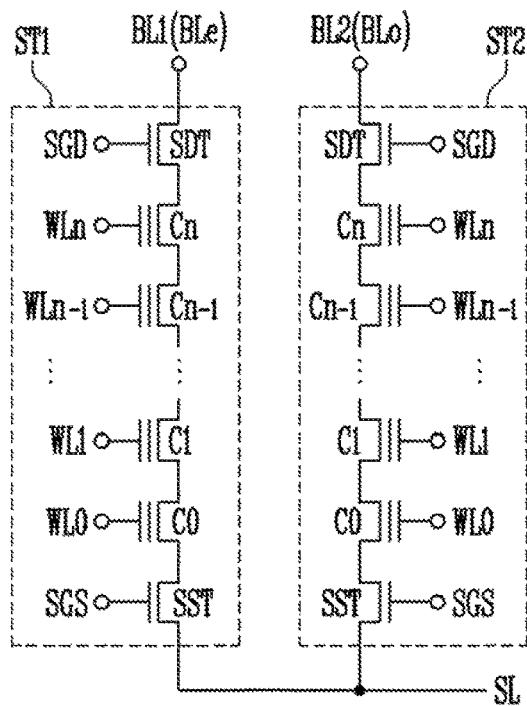 ST1 BL1(BLe) BL2(BLo) ST2
SGD SDT SDT SGD
WLn Cn Cn WLn
WLn-1 Cn-1 Cn-1 WLn-1
WL1 C1 C1 WL1
WL0 C0 C0 WL0
SGS SST SST SGS
SL